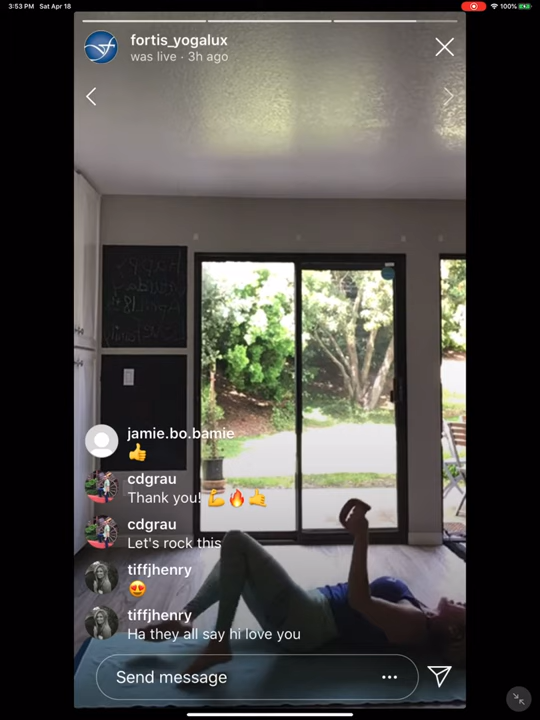 3:53 PM Sat Apr 18
100%
fortis_yogalux
was live · 3h ago
jamie.bo.bamie
👍
cdgrau
Thank you! 💪🔥🤙
cdgrau
Let's rock this
tiffjhenry
😍
tiffjhenry
Ha they all say hi love you
Send message